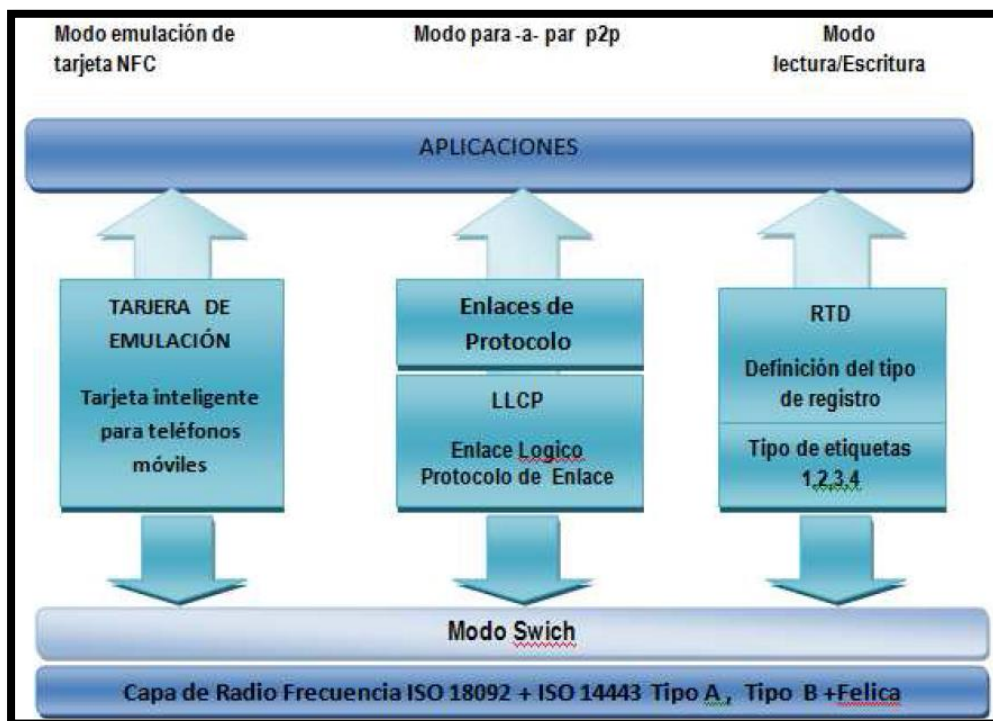 Modo emulación de
tarjeta NFC
Modo para -a- par p2p
Modo
lectura/Escritura
APLICACIONES
TARJERA DE
EMULACIÓN
Tarjeta inteligente
para teléfonos
móviles
Enlaces de
Protocolo
LLCP
Enlace Logico
Protocolo de Enlace
RTD
Definición del tipo
de registro
Tipo de etiquetas
1,2,3,4
Modo Swich
Capa de Radio Frecuencia ISO 18092 + ISO 14443 Tipo A , Tipo B +Felica